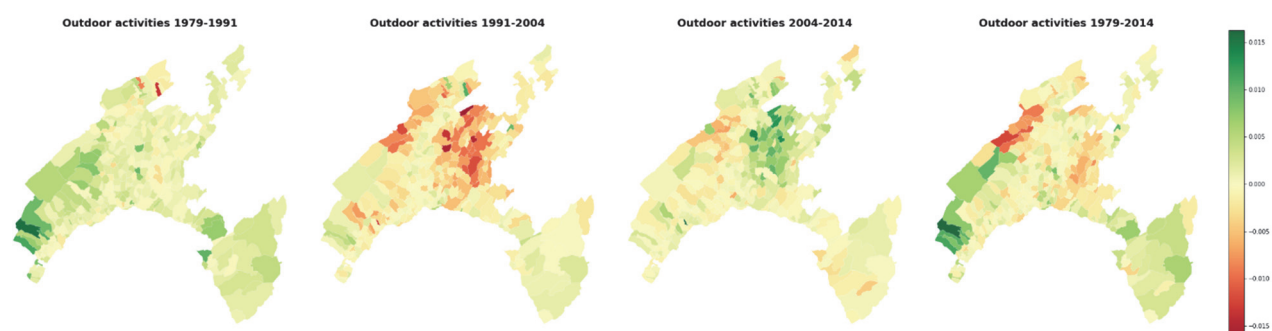 Outdoor activities 1979-1991
Outdoor activities 1991-2004
Outdoor activities 2004-2014
Outdoor activities 1979-2014
0.015
0.010
0.005
0.000
−0.005
−0.010
−0.015